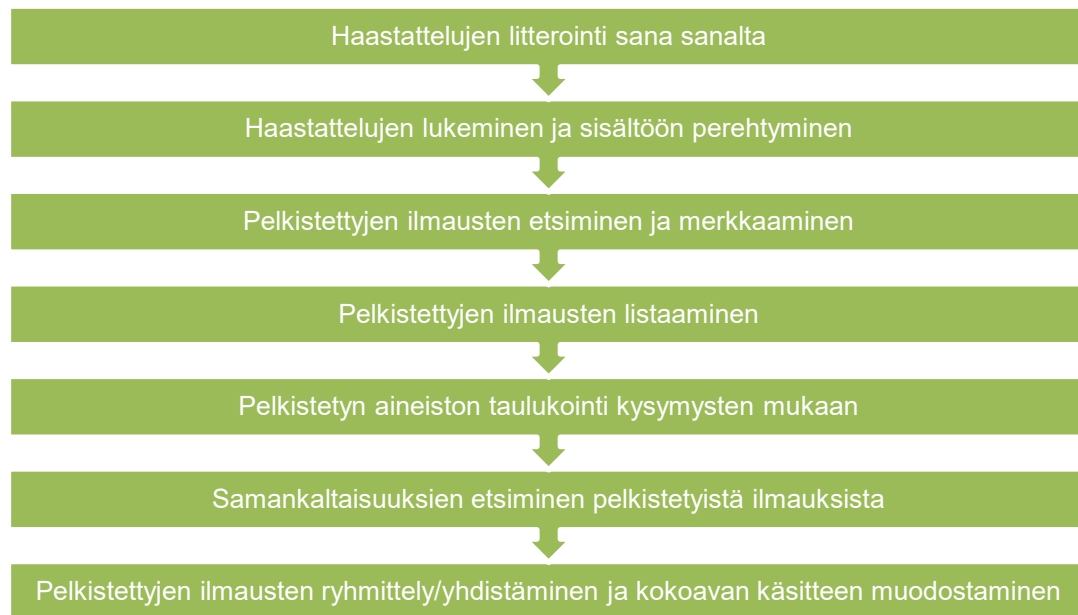 Haastattelujen litterointi sana sanalta
Haastattelujen lukeminen ja sisältöön perehtyminen
Pelkistettyjen ilmausten etsiminen ja merkkaaminen
Pelkistettyjen ilmausten listaaminen
Pelkistetyn aineiston taulukointi kysymysten mukaan
Samankaltaisuuksien etsiminen pelkistetyistä ilmauksista
Pelkistettyjen ilmausten ryhmittely/yhdistäminen ja kokoavan käsitteen muodostaminen